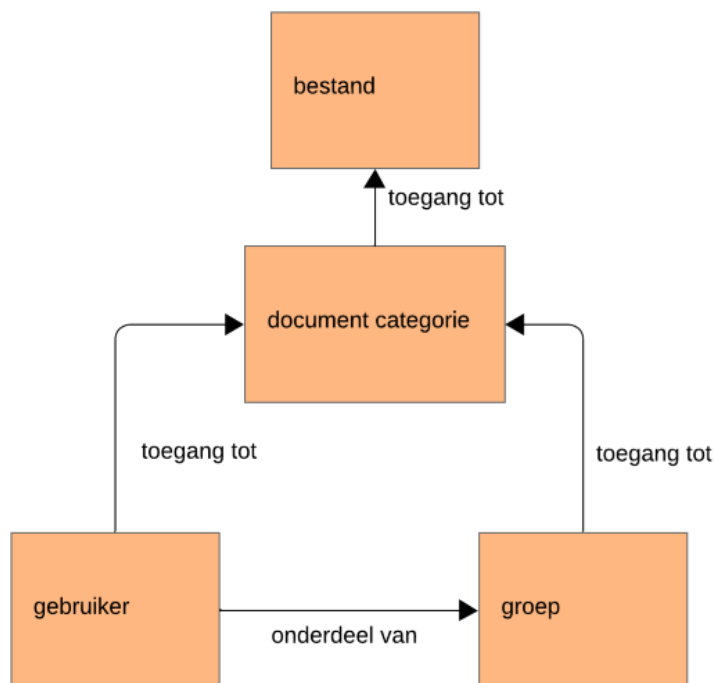 bestand
toegang tot
document categorie
toegang tot
toegang tot
gebruiker
groep
onderdeel van